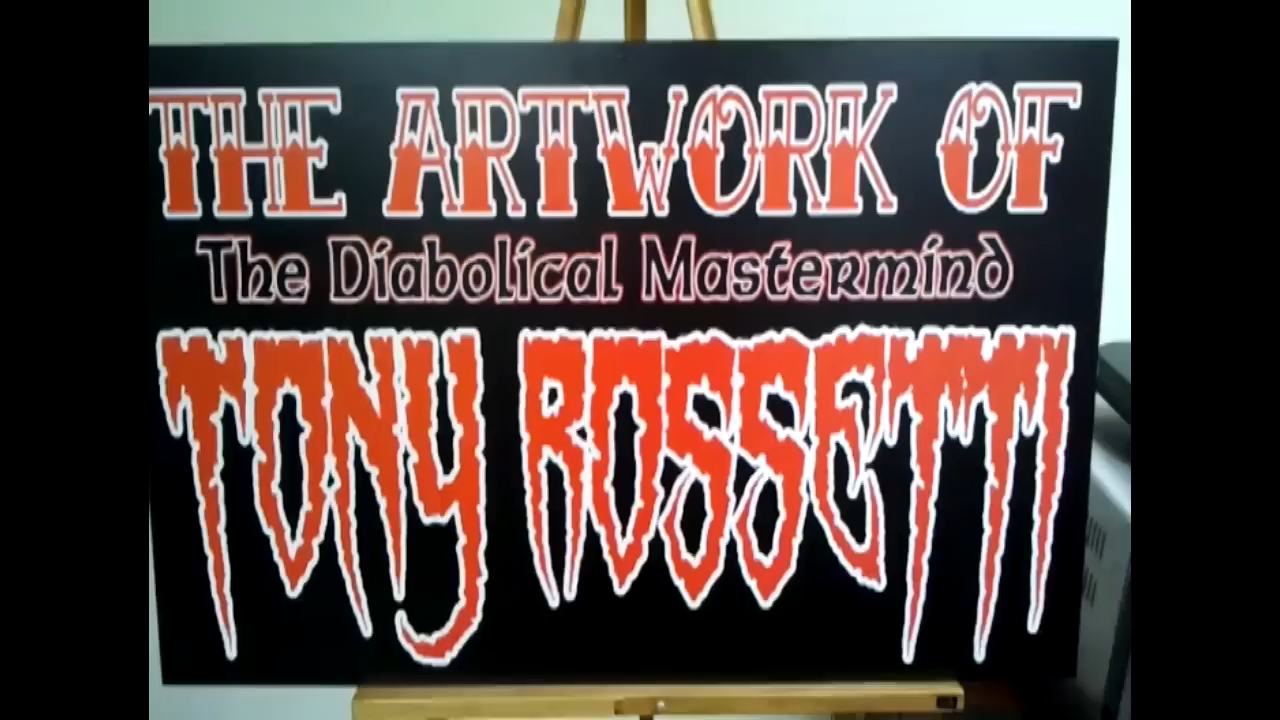 THE ARTWORK OF
The Diabolical Mastermind
TONY ROSSETTI